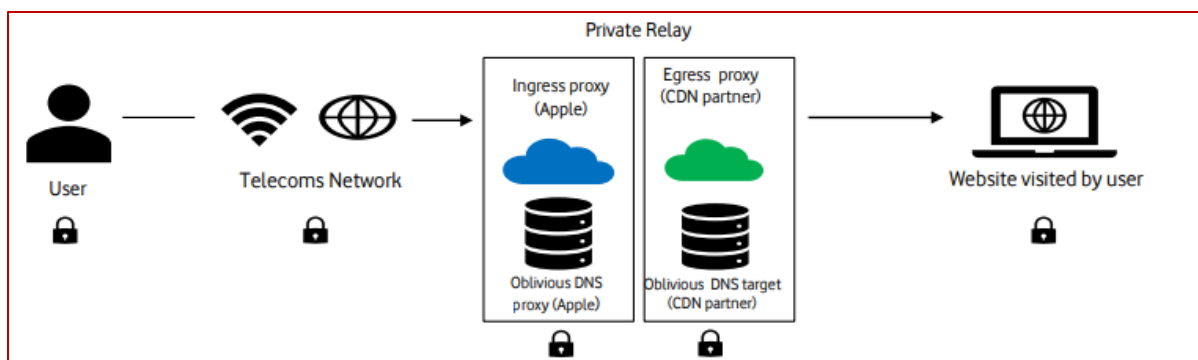 Private Relay
User
Telecoms Network
Ingress proxy
(Apple)
Oblivious DNS
proxy (Apple)
Egress proxy
(CDN partner)
Oblivious DNS target
(CDN partner)
Website visited by user